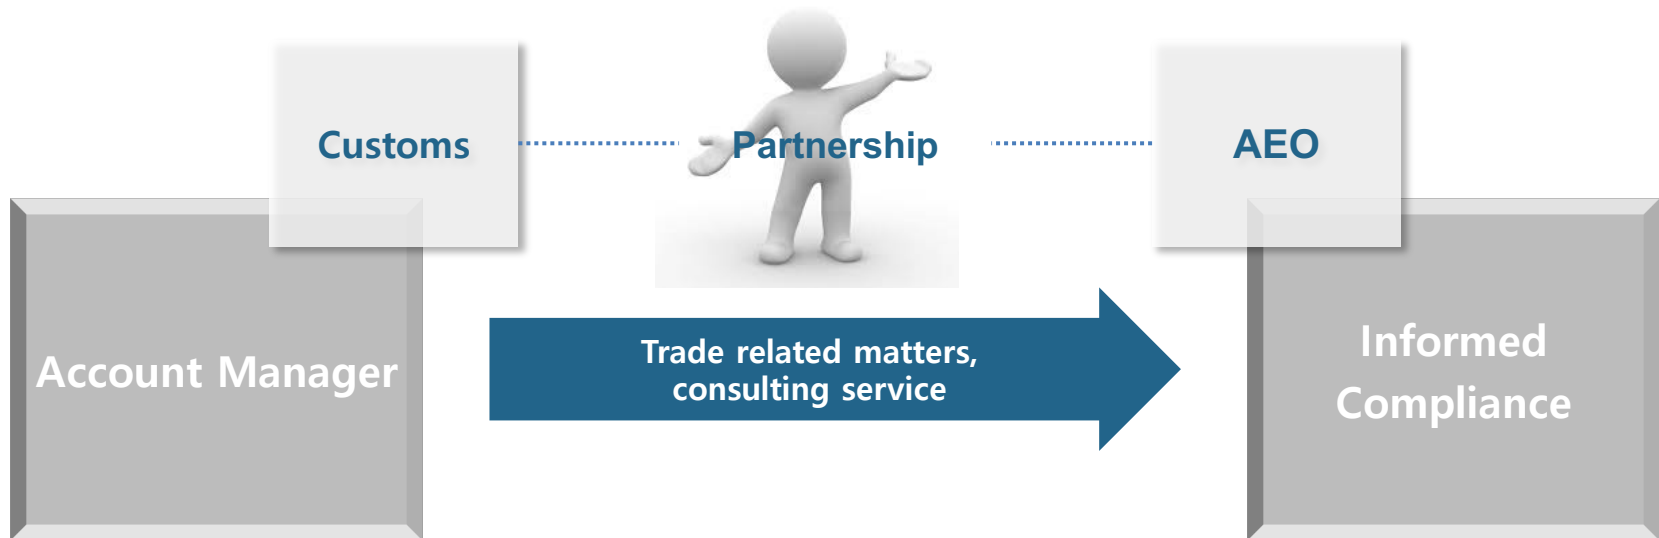 Customs
Partnership
AEO
Account Manager
Trade related matters,
consulting service
Informed
Compliance